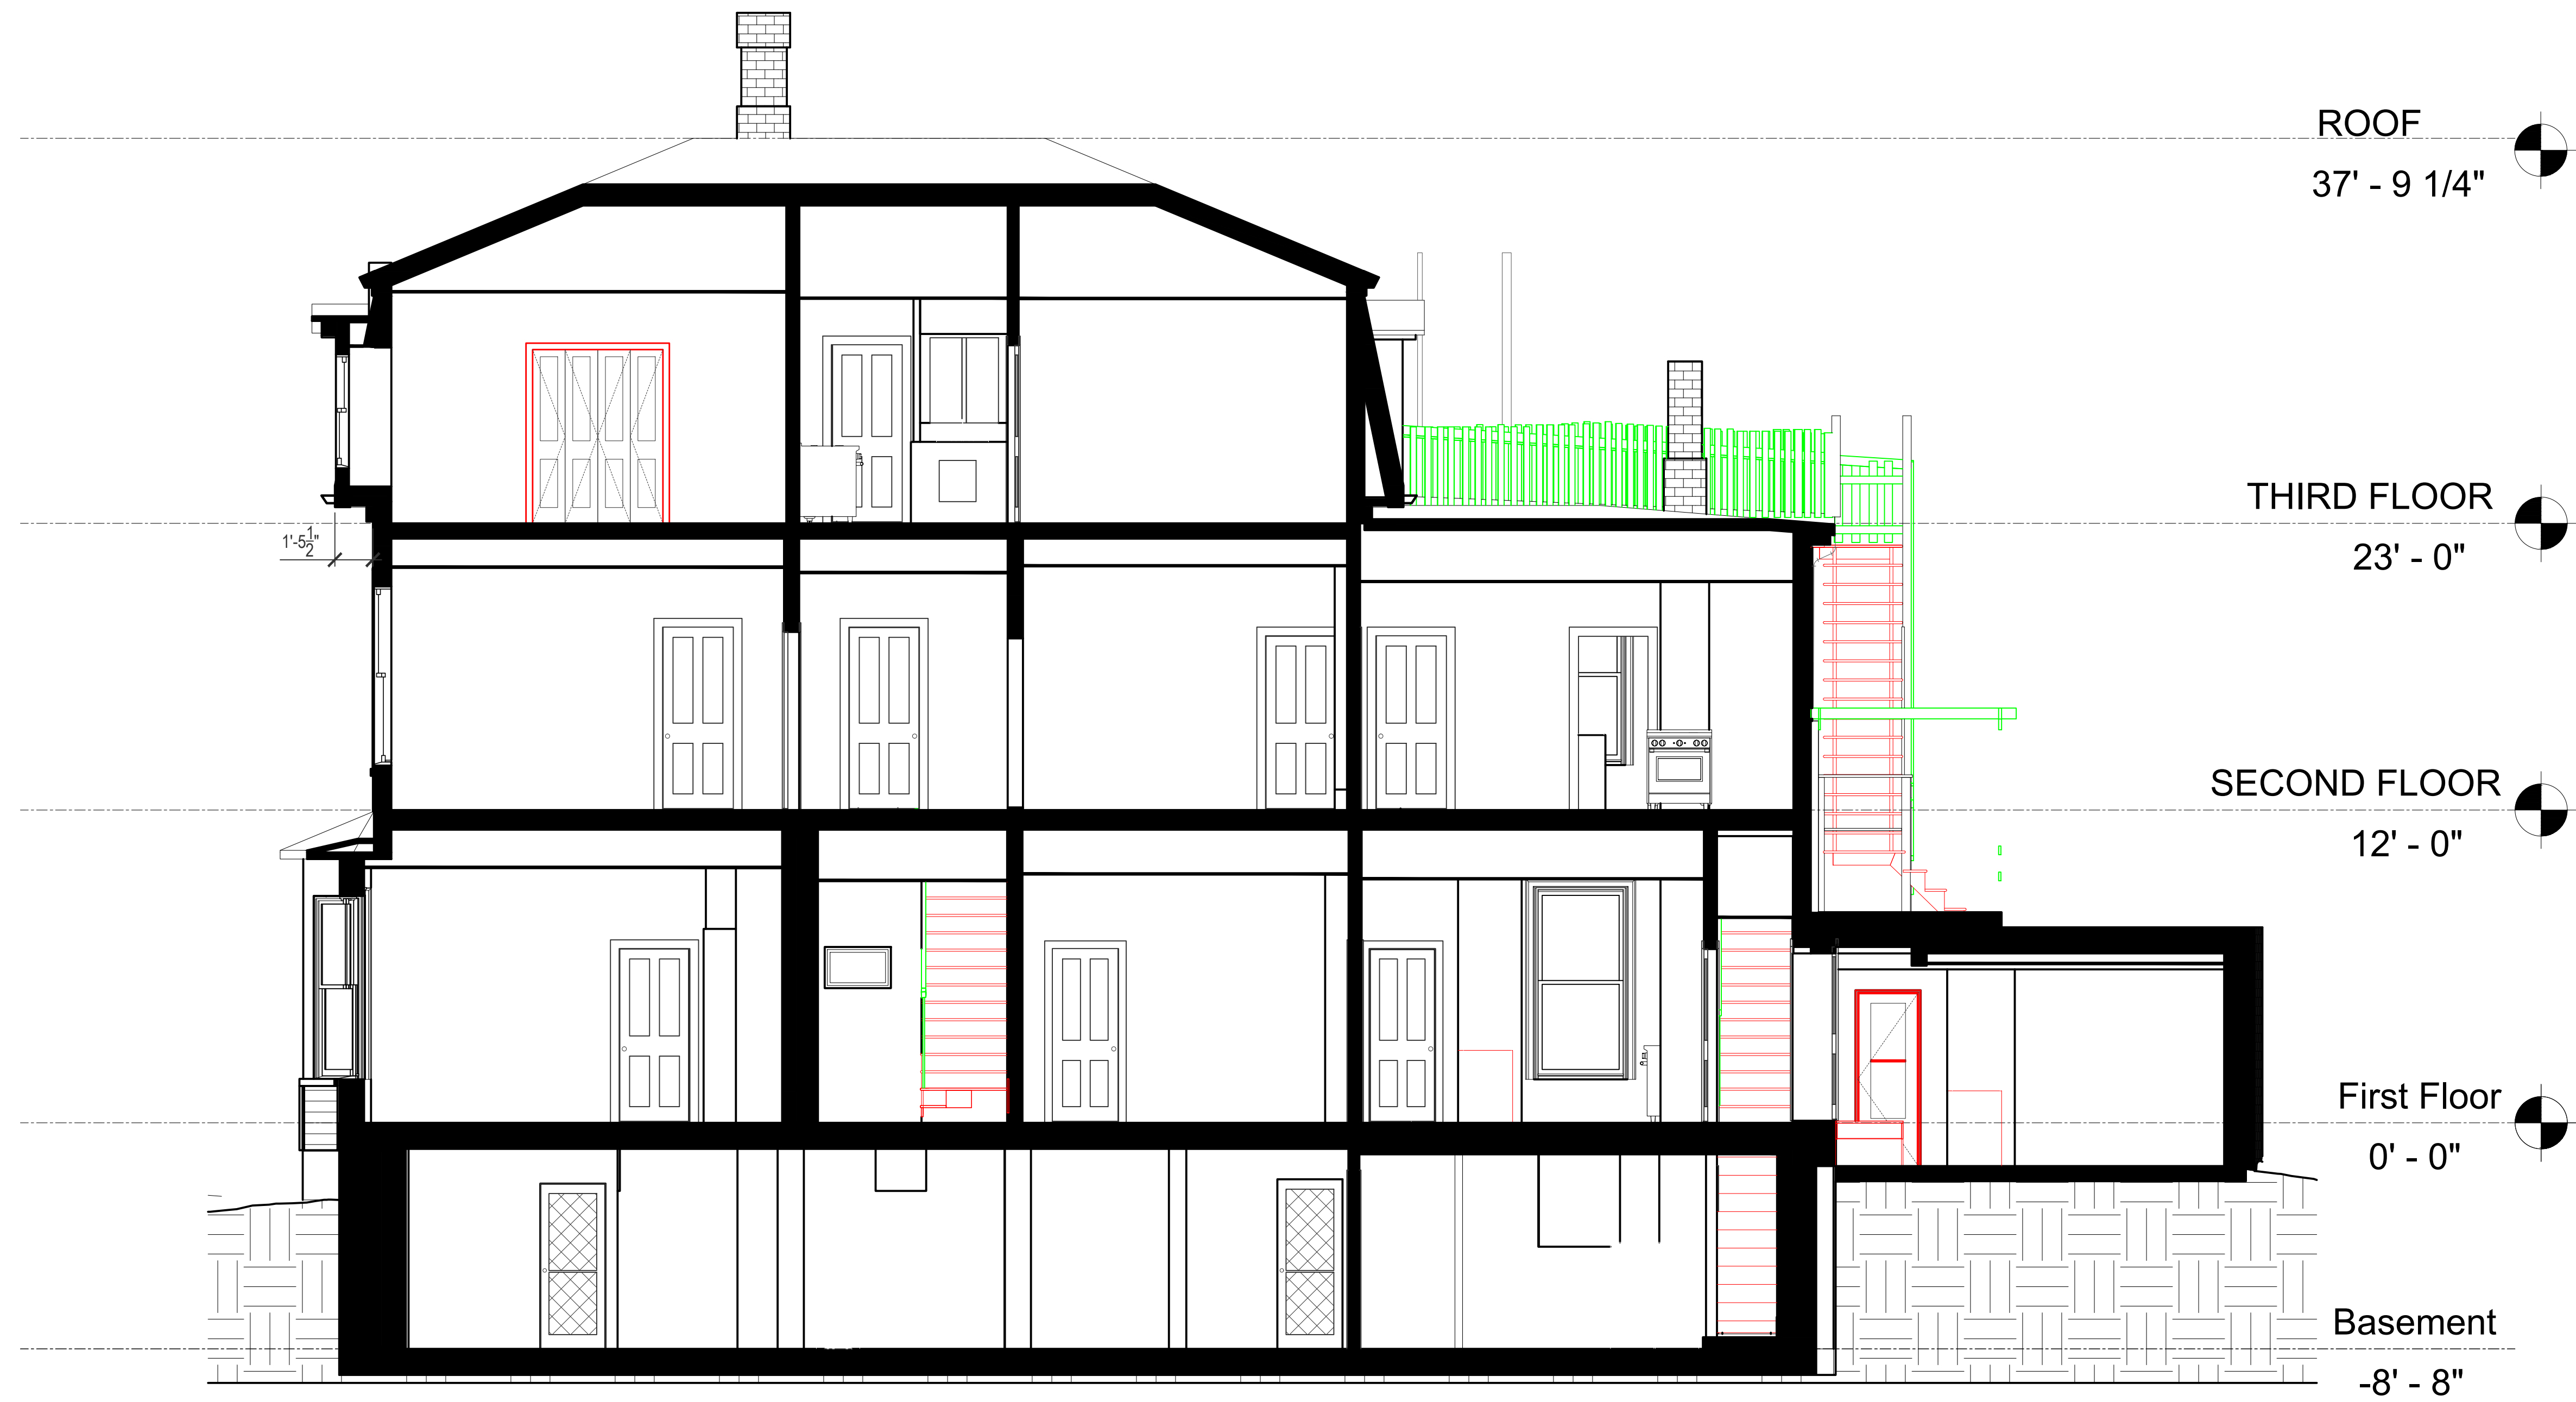 ROOF
37' - 9 1/4"
THIRD FLOOR
23' - 0"
1'-5 1/2"
SECOND FLOOR
12' - 0"
First Floor
0' - 0"
Basement
-8' - 8"